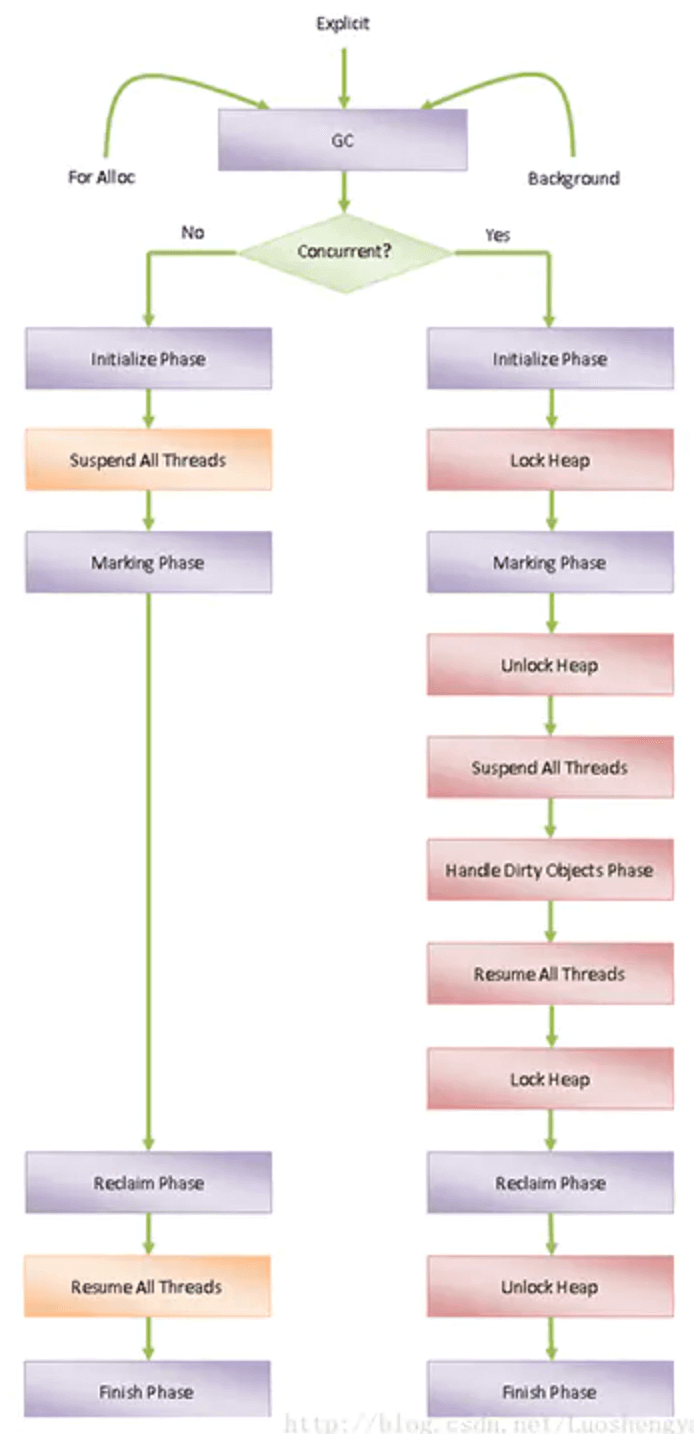 Explicit
GC
For Alloc
Background
No
Concurrent?
Yes
Initialize Phase
Initialize Phase
Suspend All Threads
Lock Heap
Marking Phase
Marking Phase
Unlock Heap
Suspend All Threads
Handle Dirty Objects Phase
Resume All Threads
Lock Heap
Reclaim Phase
Reclaim Phase
Resume All Threads
Unlock Heap
Finish Phase
Finish Phase
http://blog.csdn.net/Luoshengya